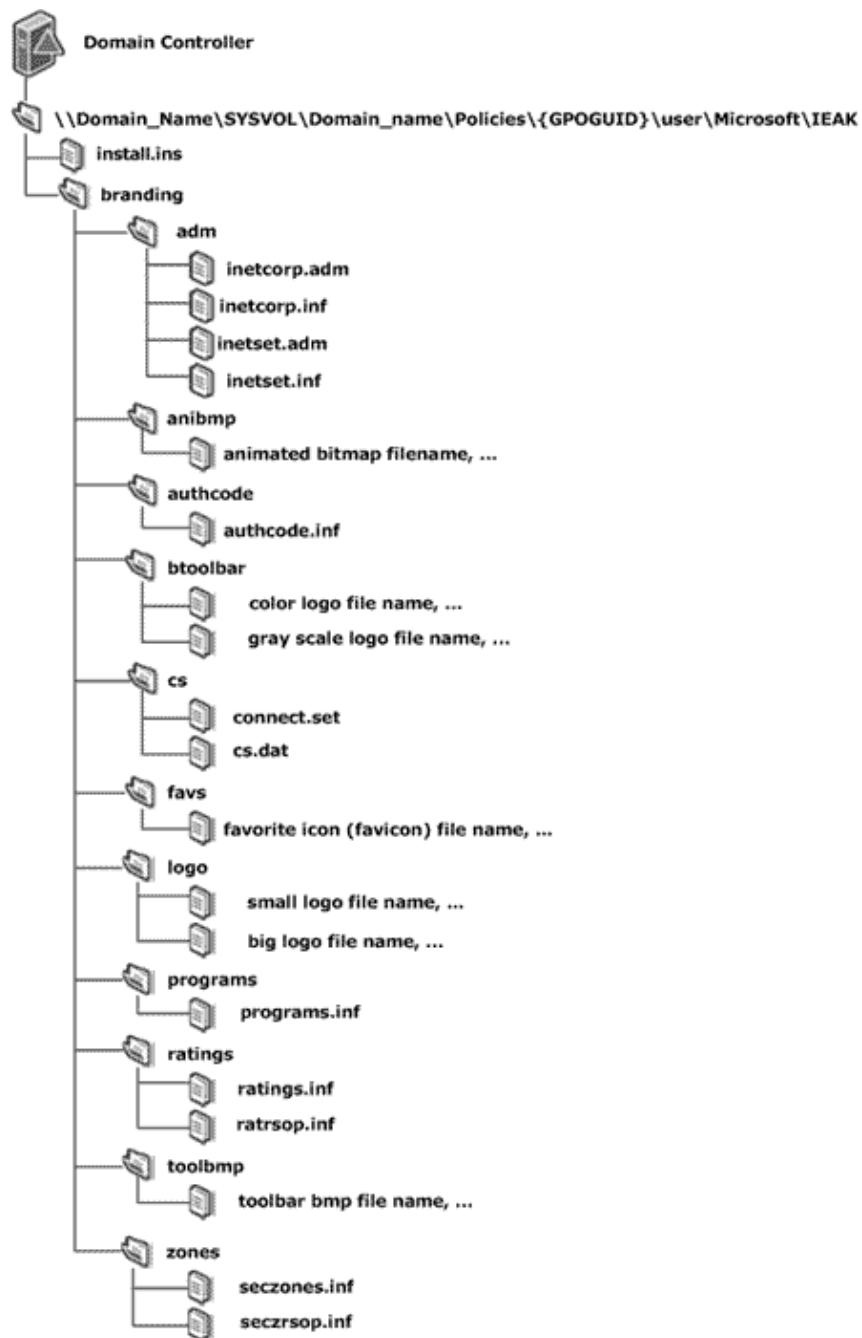 Domain Controller
\\Domain_Name\SYSVOL\Domain_name\Policies\{GPOGUID}\user\Microsoft\IEAK
install.ins
branding
adm
inetcorp.adm
inetcorp.inf
inetset.adm
inetset.inf
anibmp
animated bitmap filename, ...
authcode
authcode.inf
btoolbar
color logo file name, ...
gray scale logo file name, ...
cs
connect.set
cs.dat
favs
favorite icon (favicon) file name, ...
logo
small logo file name, ...
big logo file name, ...
programs
programs.inf
ratings
ratings.inf
ratrsop.inf
toolbmp
toolbar bmp file name, ...
zones
seczones.inf
seczrsop.inf